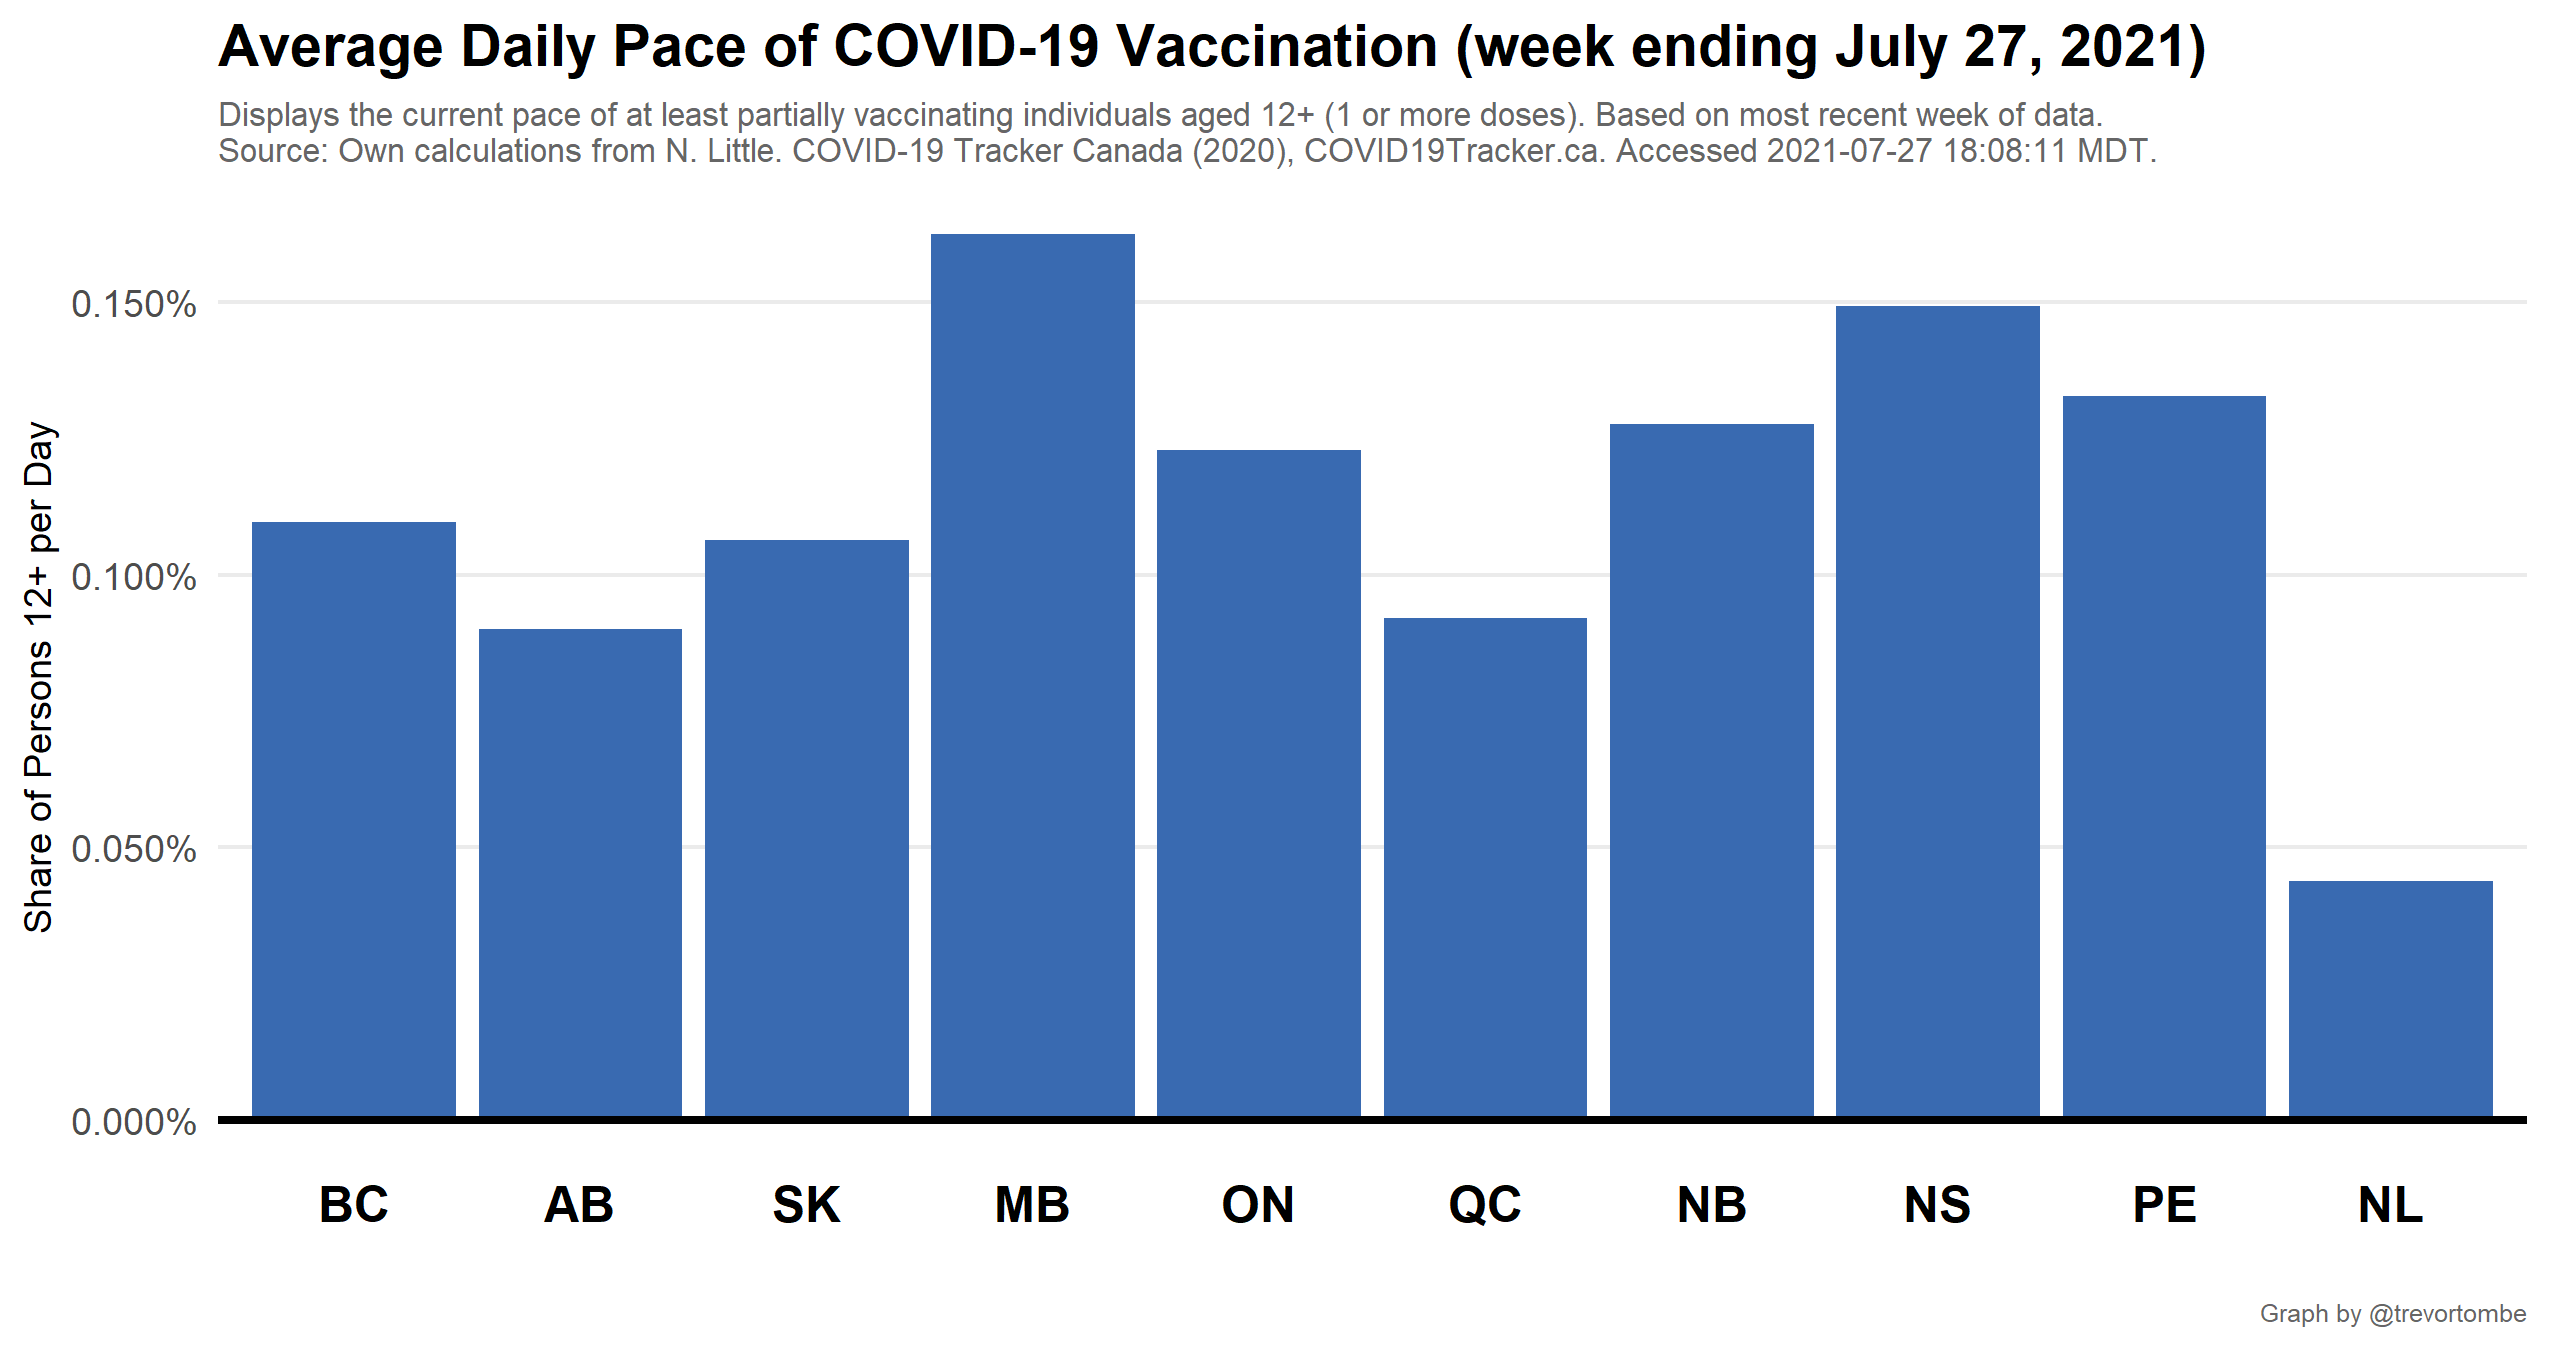 Average Daily Pace of COVID-19 Vaccination (week ending July 27, 2021)
Displays the current pace of at least partially vaccinating individuals aged 12+ (1 or more doses). Based on most recent week of data.
Source: Own calculations from N. Little. COVID-19 Tracker Canada (2020), COVID19Tracker.ca. Accessed 2021-07-27 18:08:11 MDT.
Share of Persons 12+ per Day
0.150%
0.100%
0.050%
0.000%
BC AB SK MB ON QC NB NS PE NL
Graph by @trevortombe